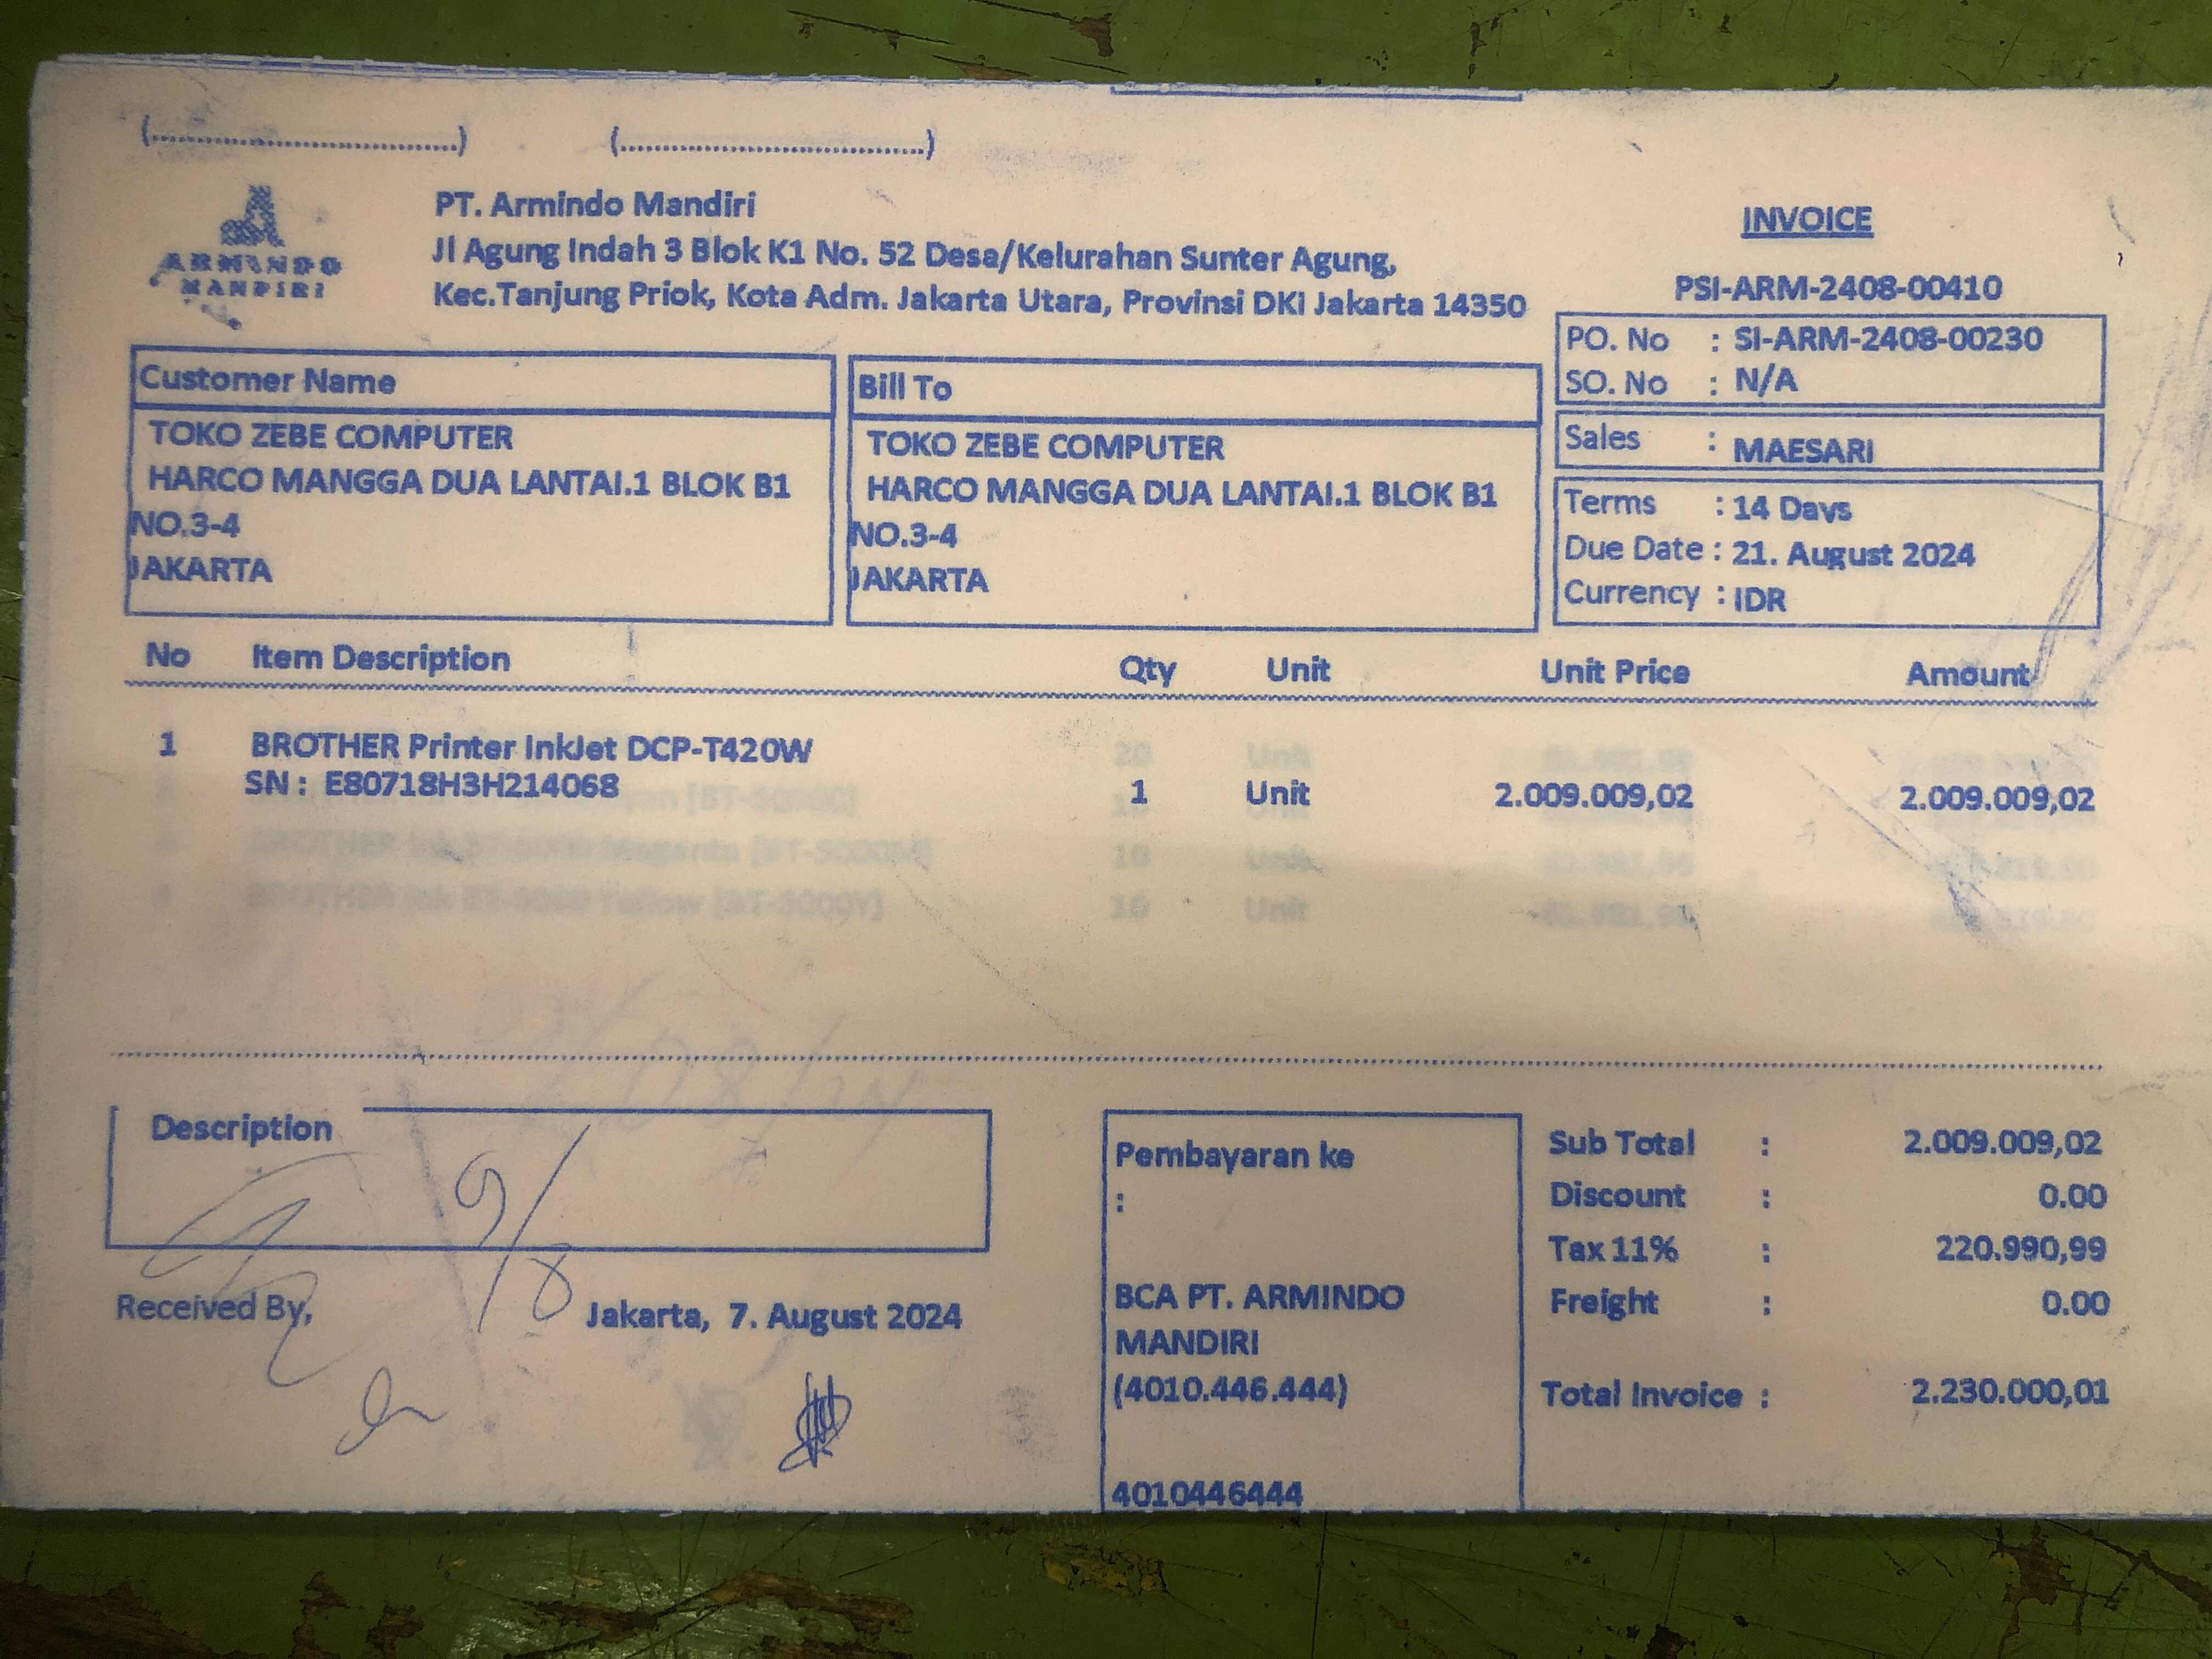 (....................................) (....................................)
ARMINDO
MANDIRI
PT. Armindo Mandiri
Jl Agung Indah 3 Blok K1 No. 52 Desa/Kelurahan Sunter Agung,
Kec.Tanjung Priok, Kota Adm. Jakarta Utara, Provinsi DKI Jakarta 14350
INVOICE
PSI-ARM-2408-00410
PO. No : SI-ARM-2408-00230
SO. No : N/A
Sales : MAESARI
Terms : 14 Days
Due Date : 21. August 2024
Currency : IDR
Customer Name
TOKO ZEBE COMPUTER
HARCO MANGGA DUA LANTAI.1 BLOK B1
NO.3-4
JAKARTA
Bill To
TOKO ZEBE COMPUTER
HARCO MANGGA DUA LANTAI.1 BLOK B1
NO.3-4
JAKARTA
No Item Description Qty Unit Unit Price Amount
1 BROTHER Printer InkJet DCP-T420W
SN : E80718H3H214068 1 Unit 2.009.009,02 2.009.009,02
Description
9/8
Received By,
Jakarta, 7. August 2024
Pembayaran ke
:
BCA PT. ARMINDO
MANDIRI
(4010.446.444)
4010446444
Sub Total : 2.009.009,02
Discount : 0.00
Tax 11% : 220.990,99
Freight : 0.00
Total Invoice : 2.230.000,01